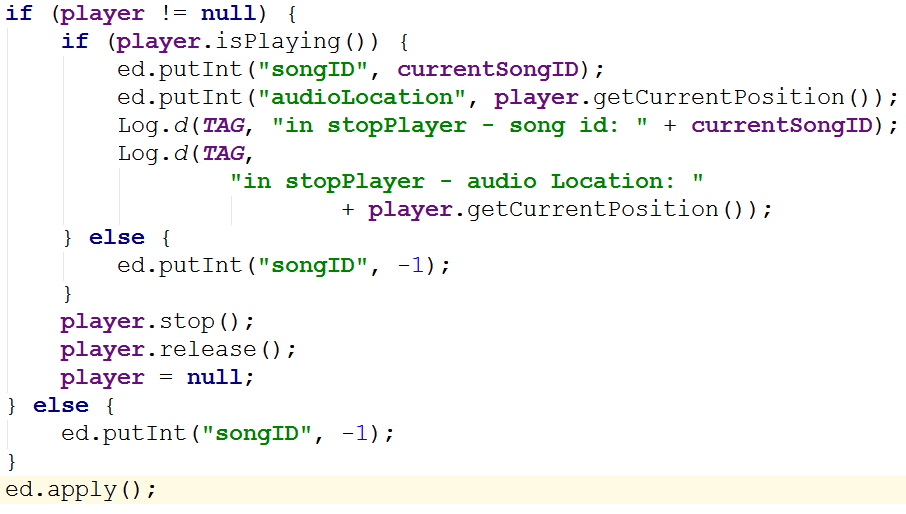 if (player != null) {
    if (player.isPlaying()) {
        ed.putInt("songID", currentSongID);
        ed.putInt("audioLocation", player.getCurrentPosition());
        Log.d(TAG, "in stopPlayer - song id: " + currentSongID);
        Log.d(TAG,
                "in stopPlayer - audio Location: "
                        + player.getCurrentPosition());
    } else {
        ed.putInt("songID", -1);
    }
    player.stop();
    player.release();
    player = null;
} else {
    ed.putInt("songID", -1);
}
ed.apply();